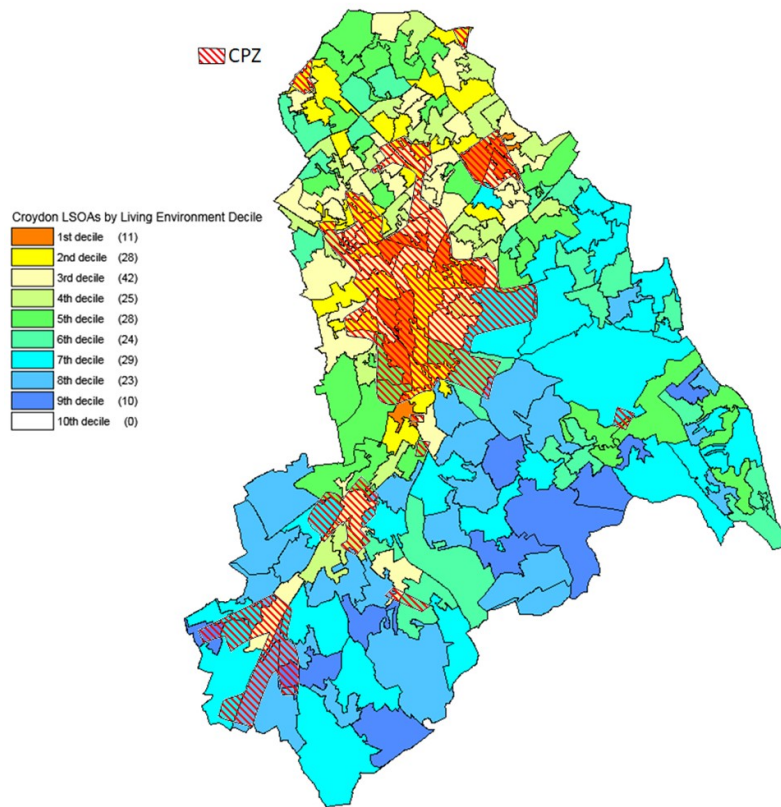 CPZ
Croydon LSOAs by Living Environment Decile
1st decile (11)
2nd decile (28)
3rd decile (42)
4th decile (25)
5th decile (28)
6th decile (24)
7th decile (29)
8th decile (23)
9th decile (10)
10th decile (0)